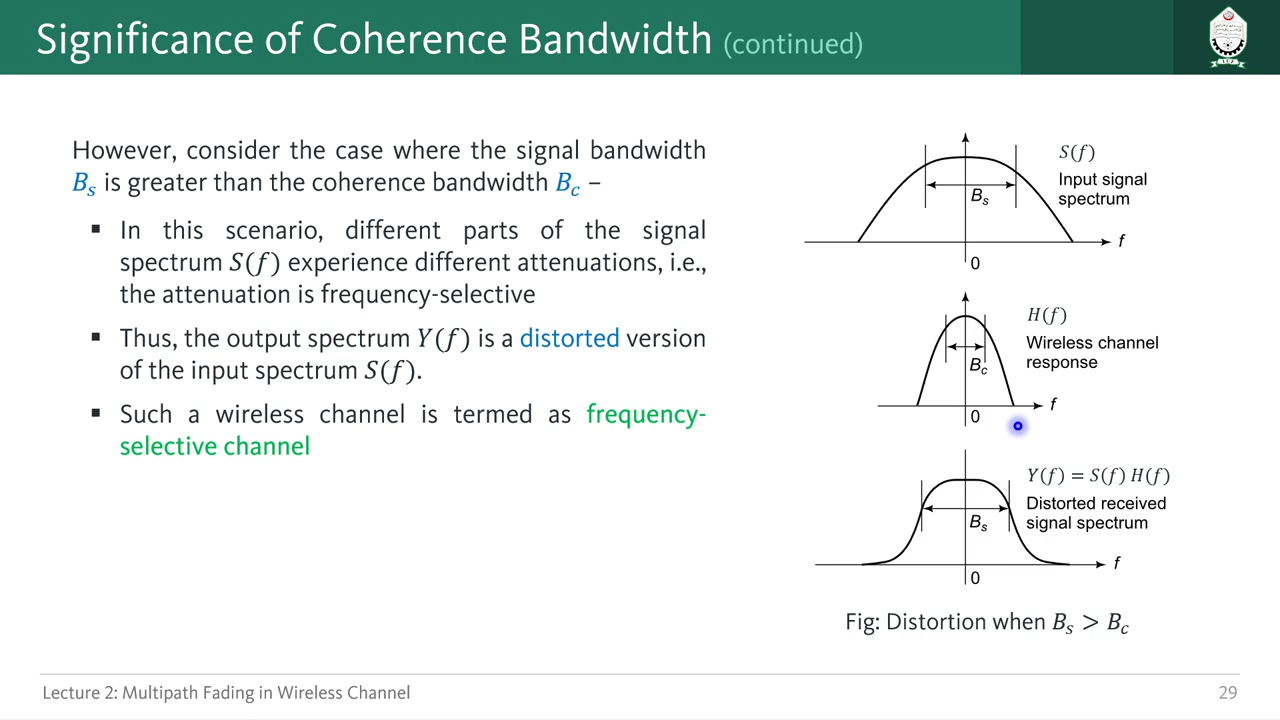 Significance of Coherence Bandwidth (continued)
However, consider the case where the signal bandwidth
Bₛ is greater than the coherence bandwidth B_c –
▪ In this scenario, different parts of the signal
spectrum S(f) experience different attenuations, i.e.,
the attenuation is frequency-selective
▪ Thus, the output spectrum Y(f) is a distorted version
of the input spectrum S(f).
▪ Such a wireless channel is termed as frequency-
selective channel
S(f)
Input signal
spectrum
Bₛ
f
0
H(f)
Wireless channel
response
B_c
f
0
Y(f) = S(f) H(f)
Distorted received
signal spectrum
Bₛ
f
0
Fig: Distortion when Bₛ > B_c
Lecture 2: Multipath Fading in Wireless Channel
29